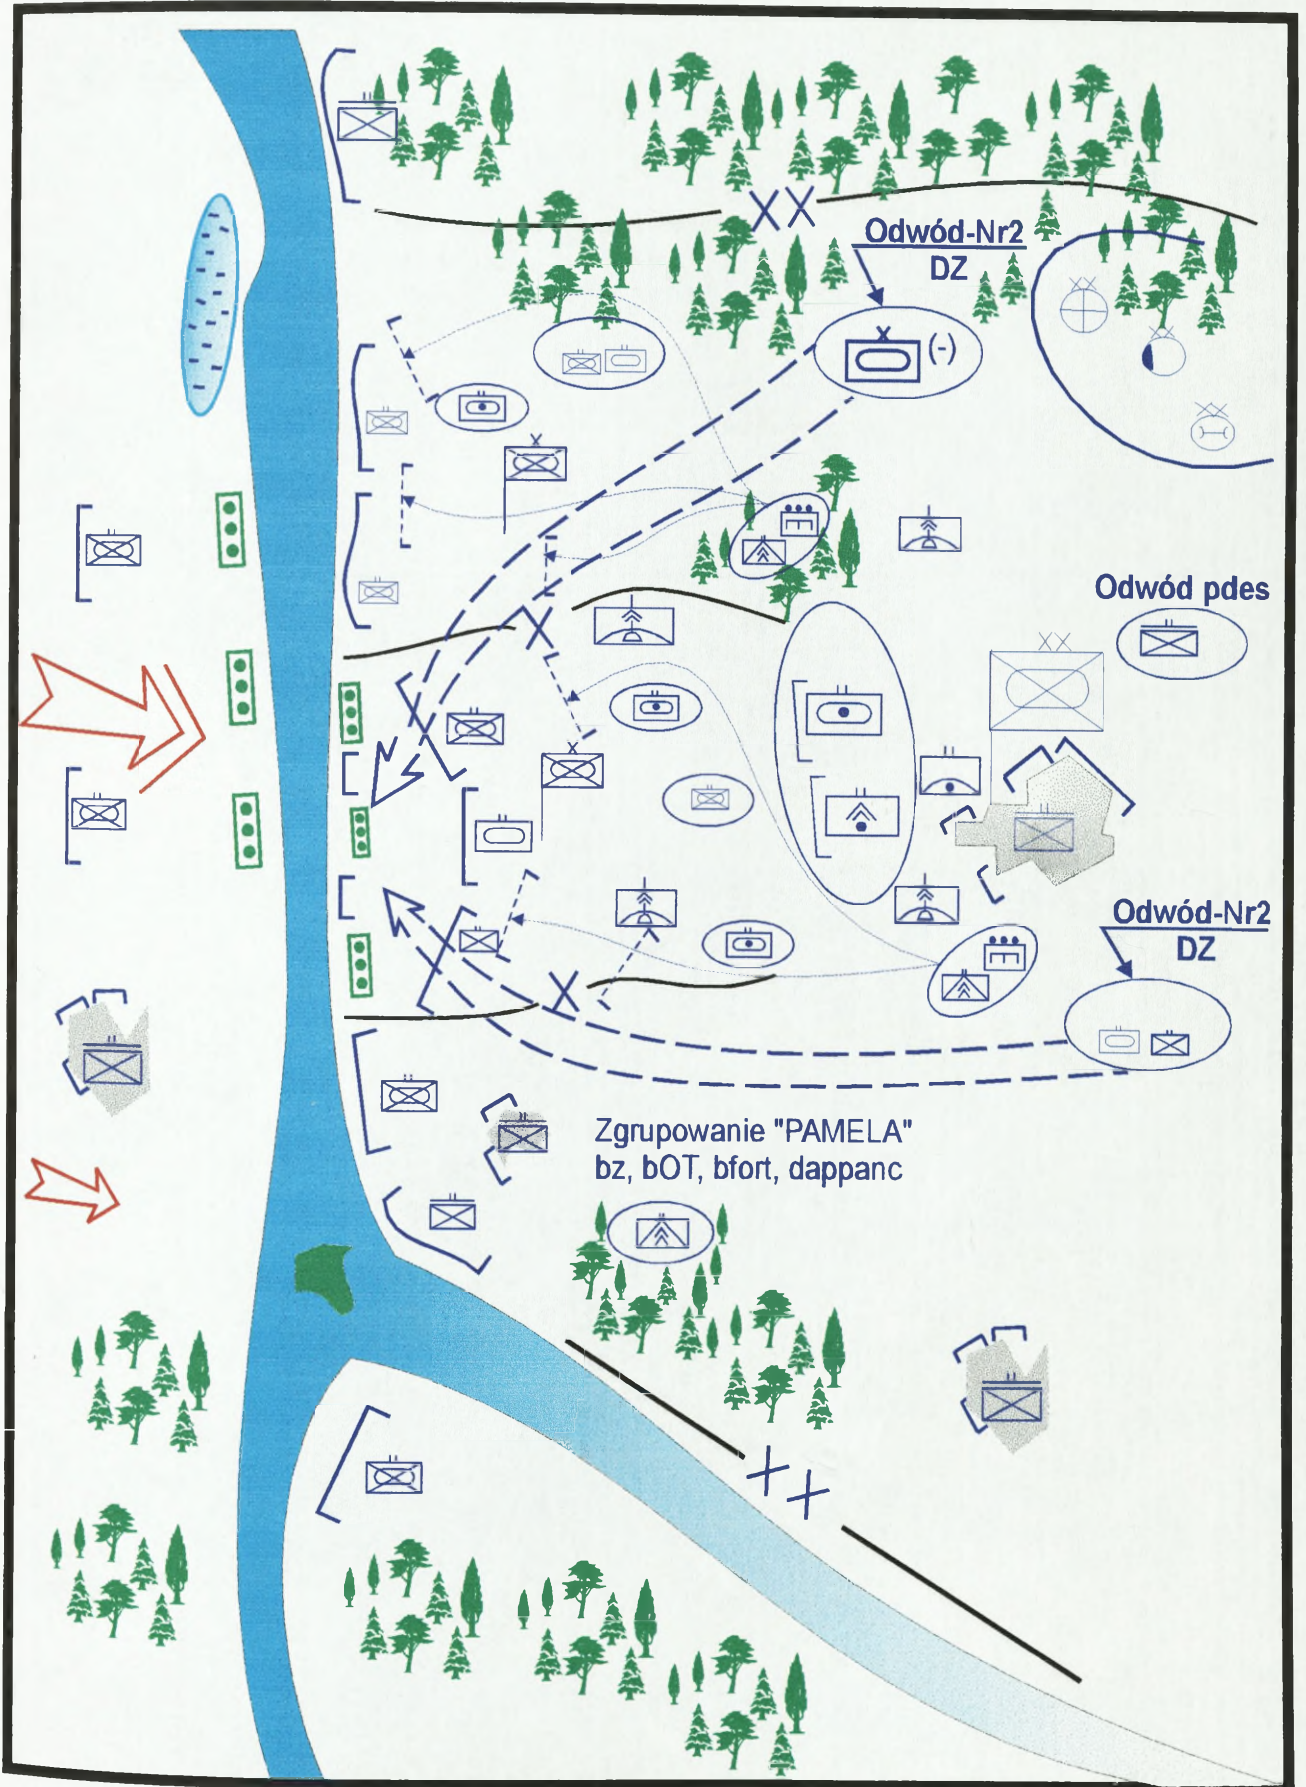 Odwód-Nr2
DZ
(-)
Odwód pdes
Odwód-Nr2
DZ
Zgrupowanie "PAMELA"
bz, bOT, bfort, dappanc